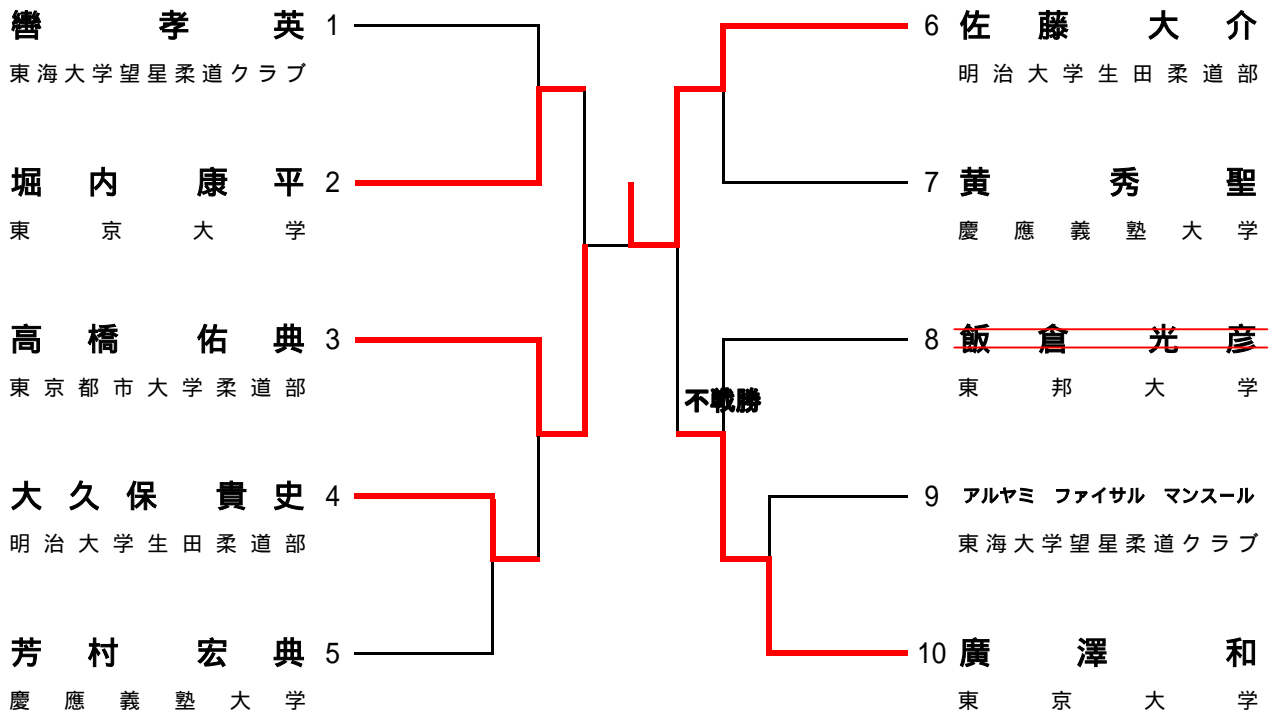 轡孝英 1
東海大学望星柔道クラブ
堀内康平 2
東京大学
高橋佑典 3
東京都市大学柔道部
大久保貴史 4
明治大学生田柔道部
芳村宏典 5
慶應義塾大学
不戦勝
6 佐藤大介
明治大学生田柔道部
7 黄秀聖
慶應義塾大学
8 飯倉光彦
東邦大学
9 アルヤミ ファイサル マンスール
東海大学望星柔道クラブ
10 廣澤和
東京大学